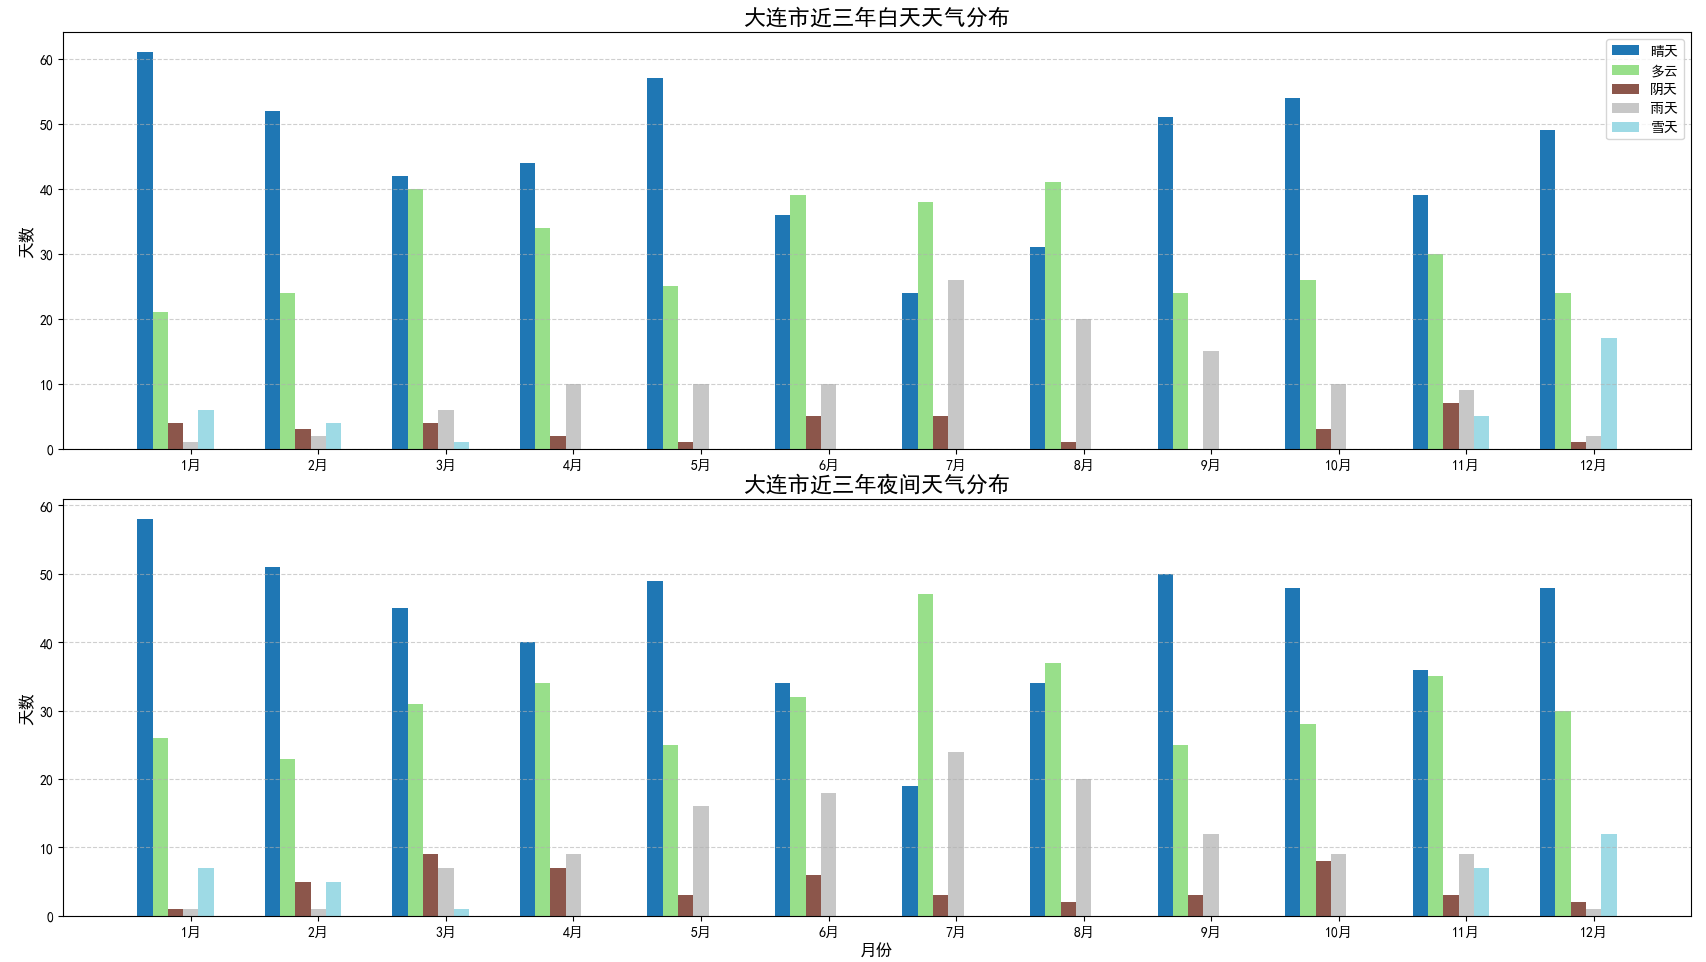 大连市近三年白天天气分布
60
50
40
30
20
10
0
天数
晴天
多云
阴天
雨天
雪天
1月 2月 3月 4月 5月 6月 7月 8月 9月 10月 11月 12月
大连市近三年夜间天气分布
60
50
40
30
20
10
0
天数
1月 2月 3月 4月 5月 6月 7月 8月 9月 10月 11月 12月
月份